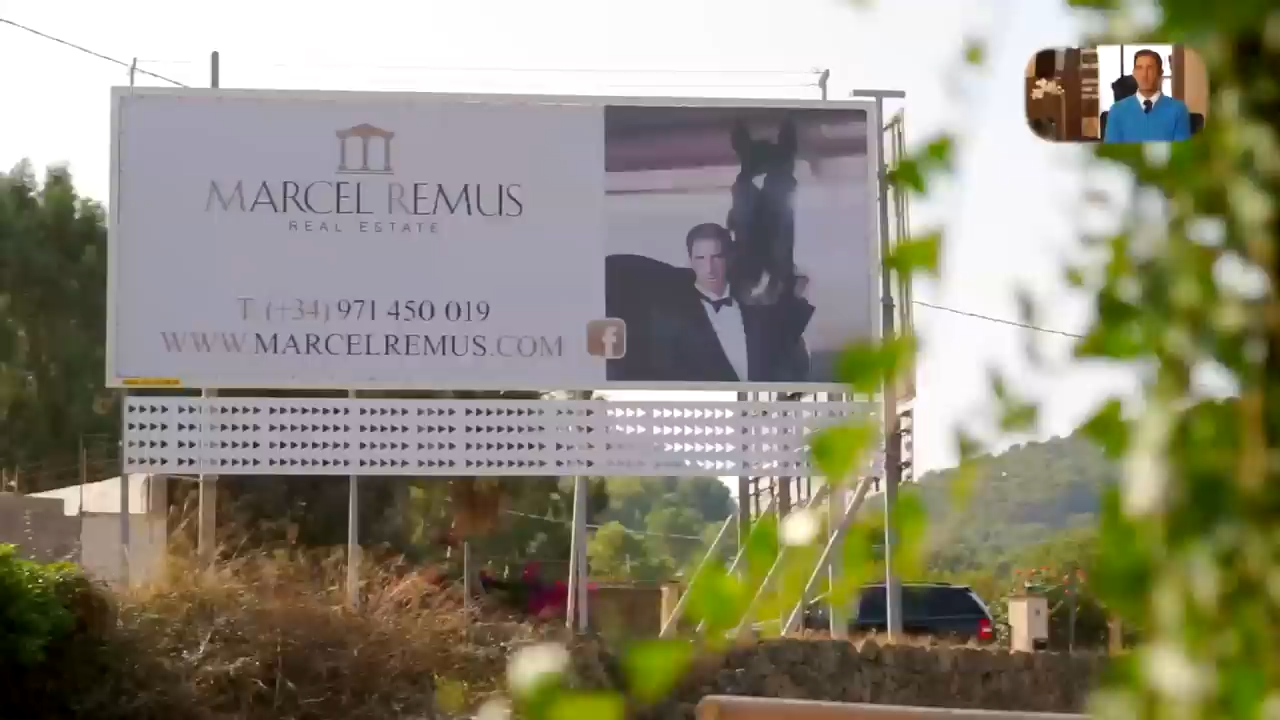 MARCEL REMUS
REAL ESTATE
T. (+34) 971 450 019
WWW.MARCELREMUS.COM
f